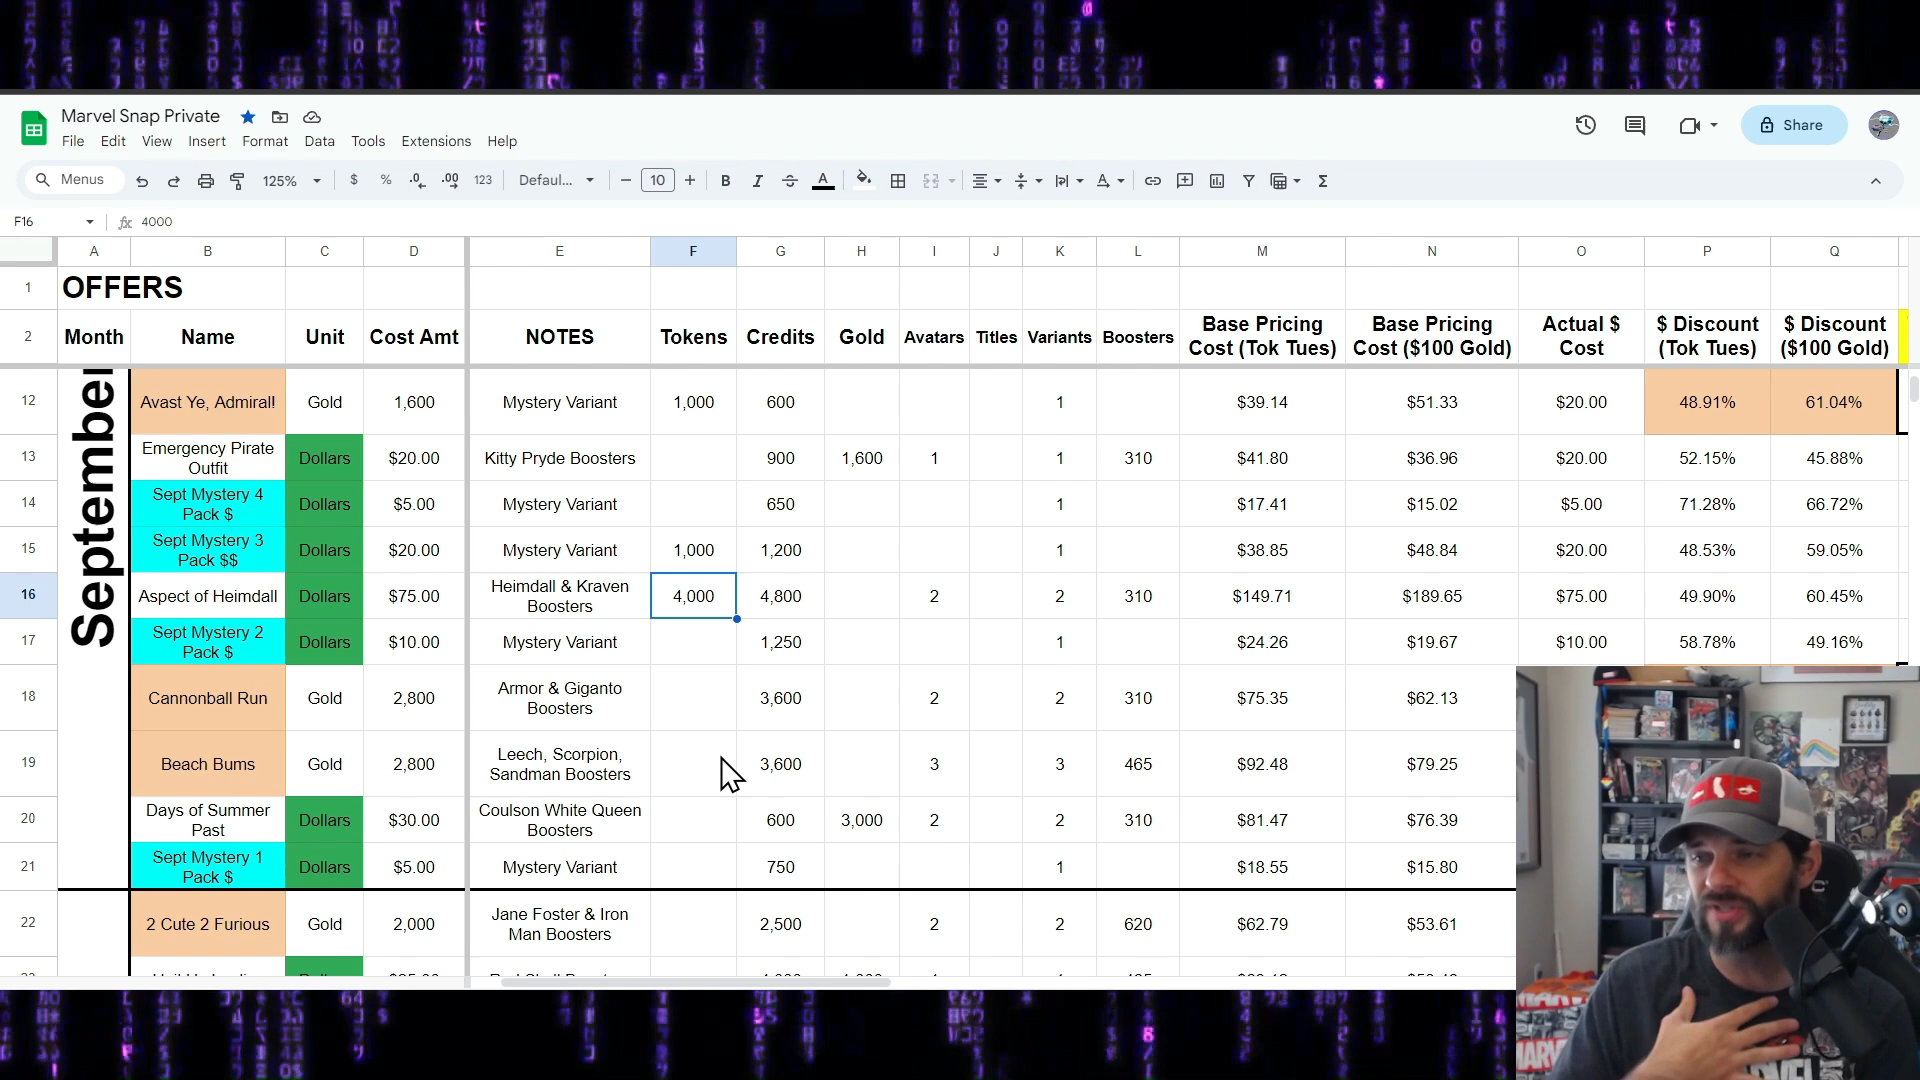 Marvel Snap Private
File Edit View Insert Format Data Tools Extensions Help
Share
Menus 125% $ % .0 .00 123 Defaul... 10 B I A
F16 4000
A B C D E F G H I J K L M N O P Q
1 OFFERS
2 Month Name Unit Cost Amt NOTES Tokens Credits Gold Avatars Titles Variants Boosters Base Pricing Cost (Tok Tues) Base Pricing Cost ($100 Gold) Actual $ Cost $ Discount (Tok Tues) $ Discount ($100 Gold)
September
12 Avast Ye, Admiral! Gold 1,600 Mystery Variant 1,000 600 1 $39.14 $51.33 $20.00 48.91% 61.04%
13 Emergency Pirate Outfit Dollars $20.00 Kitty Pryde Boosters 900 1,600 1 1 310 $41.80 $36.96 $20.00 52.15% 45.88%
14 Sept Mystery 4 Pack $ Dollars $5.00 Mystery Variant 650 1 $17.41 $15.02 $5.00 71.28% 66.72%
15 Sept Mystery 3 Pack $$ Dollars $20.00 Mystery Variant 1,000 1,200 1 $38.85 $48.84 $20.00 48.53% 59.05%
16 Aspect of Heimdall Dollars $75.00 Heimdall & Kraven Boosters 4,000 4,800 2 2 310 $149.71 $189.65 $75.00 49.90% 60.45%
17 Sept Mystery 2 Pack $ Dollars $10.00 Mystery Variant 1,250 1 $24.26 $19.67 $10.00 58.78% 49.16%
18 Cannonball Run Gold 2,800 Armor & Giganto Boosters 3,600 2 2 310 $75.35 $62.13
19 Beach Bums Gold 2,800 Leech, Scorpion, Sandman Boosters 3,600 3 3 465 $92.48 $79.25
20 Days of Summer Past Dollars $30.00 Coulson White Queen Boosters 600 3,000 2 2 310 $81.47 $76.39
21 Sept Mystery 1 Pack $ Dollars $5.00 Mystery Variant 750 1 $18.55 $15.80
22 2 Cute 2 Furious Gold 2,000 Jane Foster & Iron Man Boosters 2,500 2 2 620 $62.79 $53.61